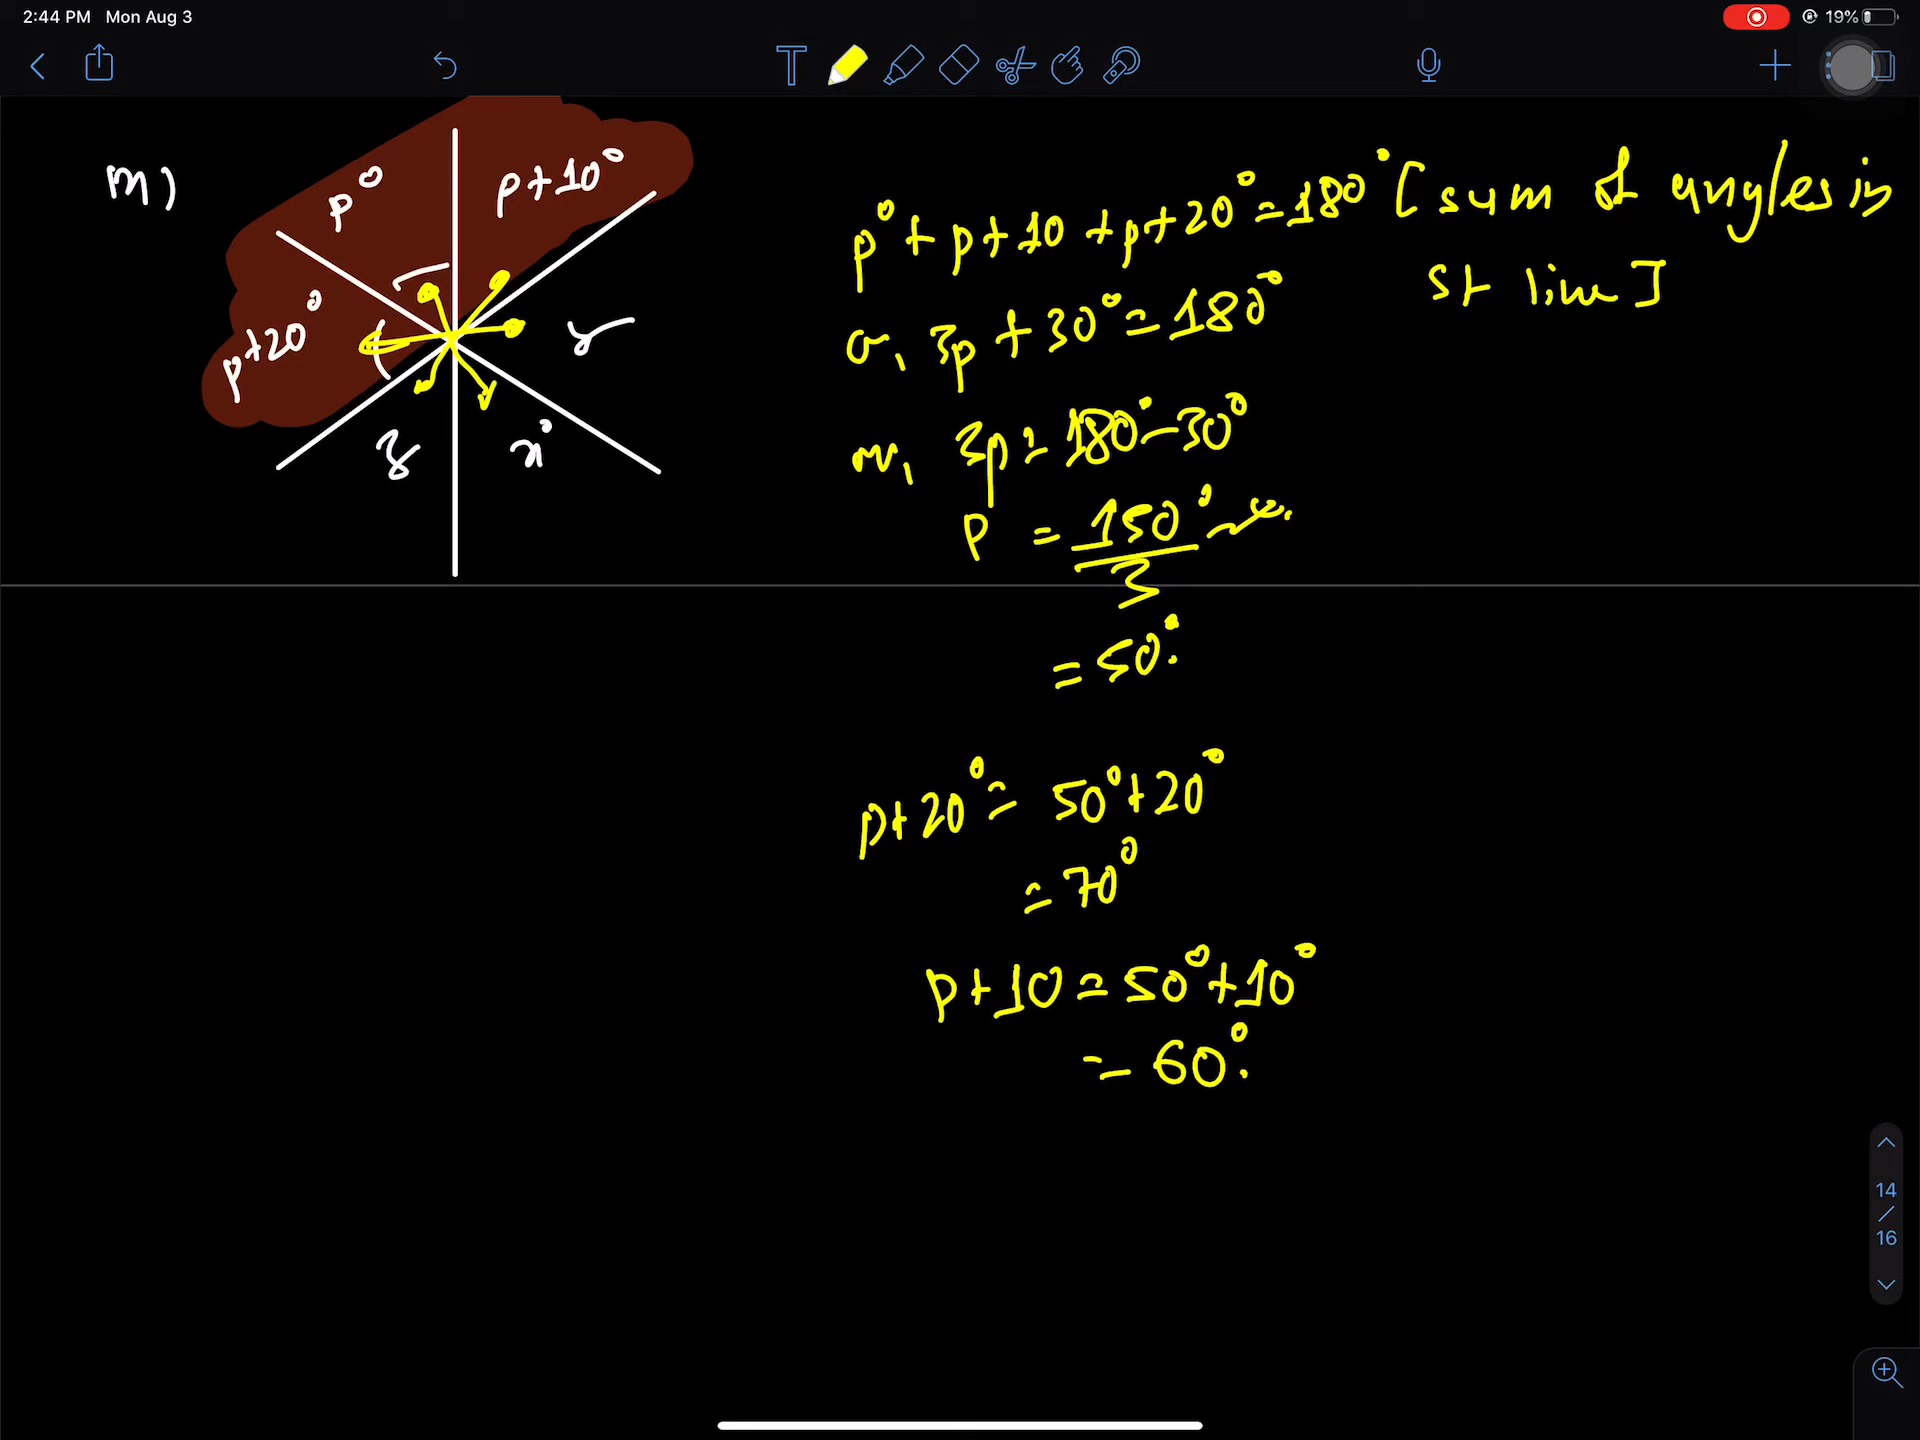 2:44 PM Mon Aug 3
19%
m)
p°
p+10°
p+20°
y
z
x°
p° + p+10 + p+20° = 180° [sum of angles in
st line]
or, 3p + 30° = 180°
or, 3p = 180° - 30°
p = 150°
3
= 50°.
p+20° = 50° + 20°
= 70°
p+10 = 50° + 10°
= 60°.
14
/
16